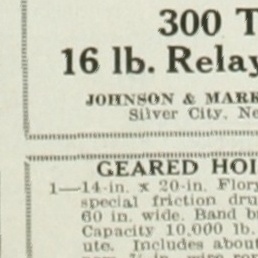 300 T
16 lb. Relay
JOHNSON & MARK
Silver City, Ne
GEARED HOI
1—14-in. x 20-in. Flory
special friction dru
60 in. wide. Band b
Capacity 10,000 lb.
ute. Includes about